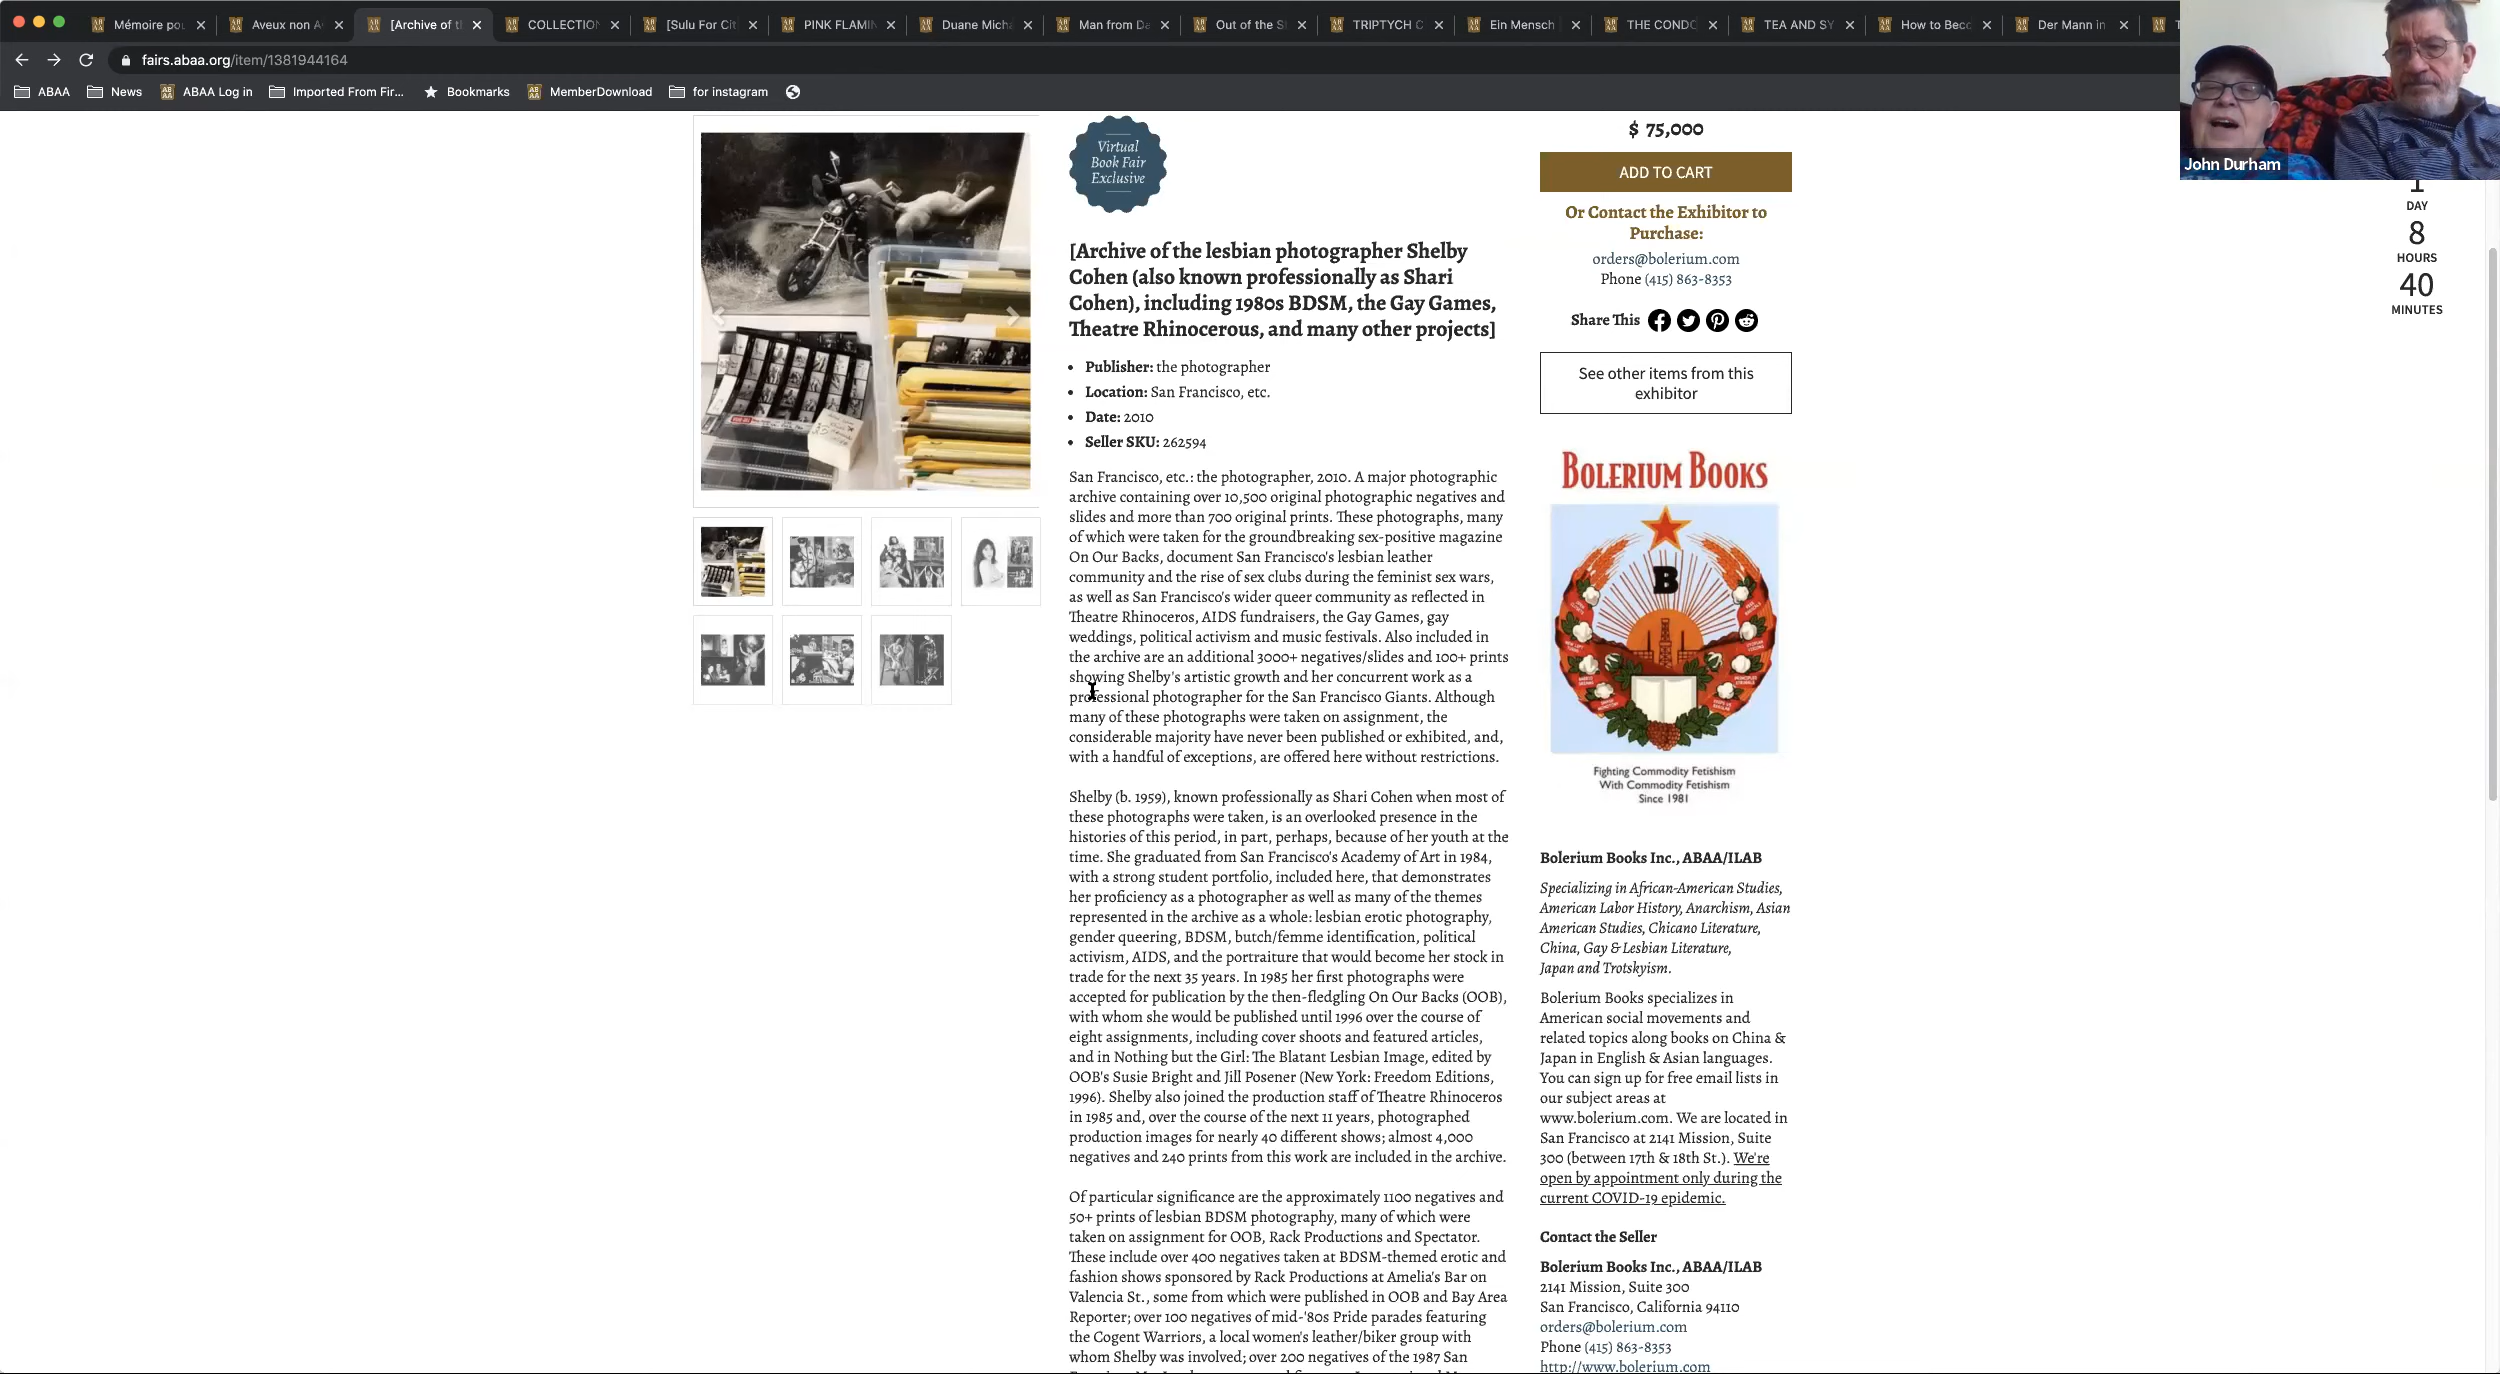 Mémoire pou
Aveux non A
[Archive of t
COLLECTION
[Sulu For Cit
PINK FLAMIN
Duane Micha
Man from Da
Out of the S
TRIPTYCH C
Ein Mensch
THE CONDO
TEA AND SY
How to Beco
Der Mann in
fairs.abaa.org/item/1381944164
ABAA
News
ABAA Log in
Imported From Fir...
Bookmarks
MemberDownload
for instagram
John Durham
Virtual
Book Fair
Exclusive
[Archive of the lesbian photographer Shelby
Cohen (also known professionally as Shari
Cohen), including 1980s BDSM, the Gay Games,
Theatre Rhinocerous, and many other projects]
• Publisher: the photographer
• Location: San Francisco, etc.
• Date: 2010
• Seller SKU: 262594
San Francisco, etc.: the photographer, 2010. A major photographic
archive containing over 10,500 original photographic negatives and
slides and more than 700 original prints. These photographs, many
of which were taken for the groundbreaking sex-positive magazine
On Our Backs, document San Francisco's lesbian leather
community and the rise of sex clubs during the feminist sex wars,
as well as San Francisco's wider queer community as reflected in
Theatre Rhinoceros, AIDS fundraisers, the Gay Games, gay
weddings, political activism and music festivals. Also included in
the archive are an additional 3000+ negatives/slides and 100+ prints
showing Shelby's artistic growth and her concurrent work as a
professional photographer for the San Francisco Giants. Although
many of these photographs were taken on assignment, the
considerable majority have never been published or exhibited, and,
with a handful of exceptions, are offered here without restrictions.
Shelby (b. 1959), known professionally as Shari Cohen when most of
these photographs were taken, is an overlooked presence in the
histories of this period, in part, perhaps, because of her youth at the
time. She graduated from San Francisco's Academy of Art in 1984,
with a strong student portfolio, included here, that demonstrates
her proficiency as a photographer as well as many of the themes
represented in the archive as a whole: lesbian erotic photography,
gender queering, BDSM, butch/femme identification, political
activism, AIDS, and the portraiture that would become her stock in
trade for the next 35 years. In 1985 her first photographs were
accepted for publication by the then-fledgling On Our Backs (OOB),
with whom she would be published until 1996 over the course of
eight assignments, including cover shoots and featured articles,
and in Nothing but the Girl: The Blatant Lesbian Image, edited by
OOB's Susie Bright and Jill Posener (New York: Freedom Editions,
1996). Shelby also joined the production staff of Theatre Rhinoceros
in 1985 and, over the course of the next 11 years, photographed
production images for nearly 40 different shows; almost 4,000
negatives and 240 prints from this work are included in the archive.
Of particular significance are the approximately 1100 negatives and
50+ prints of lesbian BDSM photography, many of which were
taken on assignment for OOB, Rack Productions and Spectator.
These include over 400 negatives taken at BDSM-themed erotic and
fashion shows sponsored by Rack Productions at Amelia's Bar on
Valencia St., some from which were published in OOB and Bay Area
Reporter; over 100 negatives of mid-'80s Pride parades featuring
the Cogent Warriors, a local women's leather/biker group with
whom Shelby was involved; over 200 negatives of the 1987 San
$ 75,000
ADD TO CART
Or Contact the Exhibitor to
Purchase:
orders@bolerium.com
Phone (415) 863-8353
Share This
See other items from this
exhibitor
BOLERIUM BOOKS
B
Fighting Commodity Fetishism
With Commodity Fetishism
Since 1981
Bolerium Books Inc., ABAA/ILAB
Specializing in African-American Studies,
American Labor History, Anarchism, Asian
American Studies, Chicano Literature,
China, Gay & Lesbian Literature,
Japan and Trotskyism.
Bolerium Books specializes in
American social movements and
related topics along books on China &
Japan in English & Asian languages.
You can sign up for free email lists in
our subject areas at
www.bolerium.com. We are located in
San Francisco at 2141 Mission, Suite
300 (between 17th & 18th St.). We're
open by appointment only during the
current COVID-19 epidemic.
Contact the Seller
Bolerium Books Inc., ABAA/ILAB
2141 Mission, Suite 300
San Francisco, California 94110
orders@bolerium.com
Phone (415) 863-8353
http://www.bolerium.com
1
DAY
8
HOURS
40
MINUTES